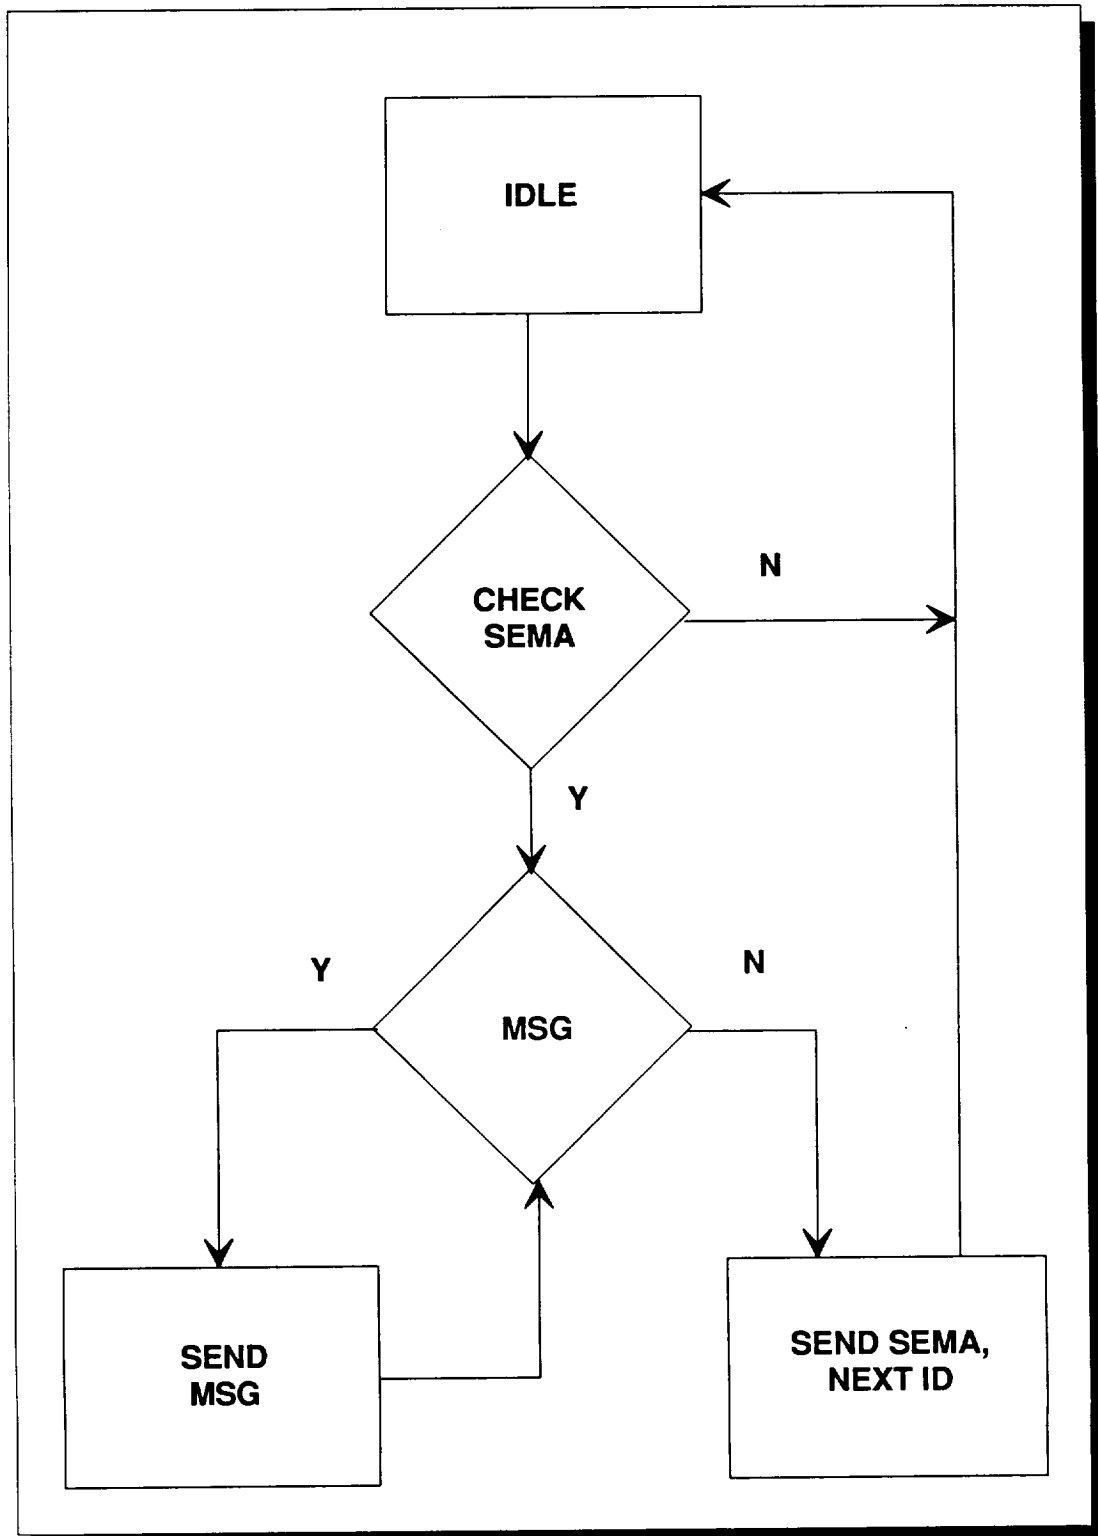 IDLE
N
CHECK
SEMA
Y
Y
N
MSG
SEND
MSG
SEND SEMA,
NEXT ID